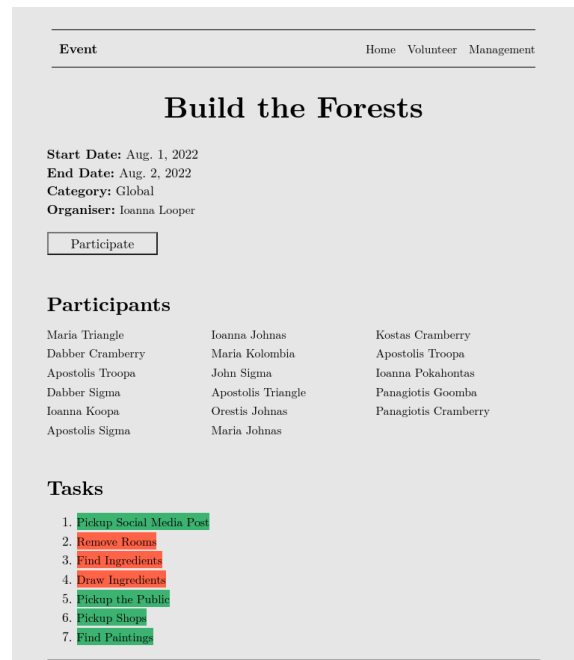 Event Home Volunteer Management
Build the Forests
Start Date: Aug. 1, 2022
End Date: Aug. 2, 2022
Category: Global
Organiser: Ioanna Looper
Participate
Participants
Maria Triangle
Dabber Cramberry
Apostolis Troopa
Dabber Sigma
Ioanna Koopa
Apostolis Sigma
Ioanna Johnas
Maria Kolombia
John Sigma
Apostolis Triangle
Orestis Johnas
Maria Johnas
Kostas Cramberry
Apostolis Troopa
Ioanna Pokahontas
Panagiotis Goomba
Panagiotis Cramberry
Tasks
1. Pickup Social Media Post
2. Remove Rooms
3. Find Ingredients
4. Draw Ingredients
5. Pickup the Public
6. Pickup Shops
7. Find Paintings